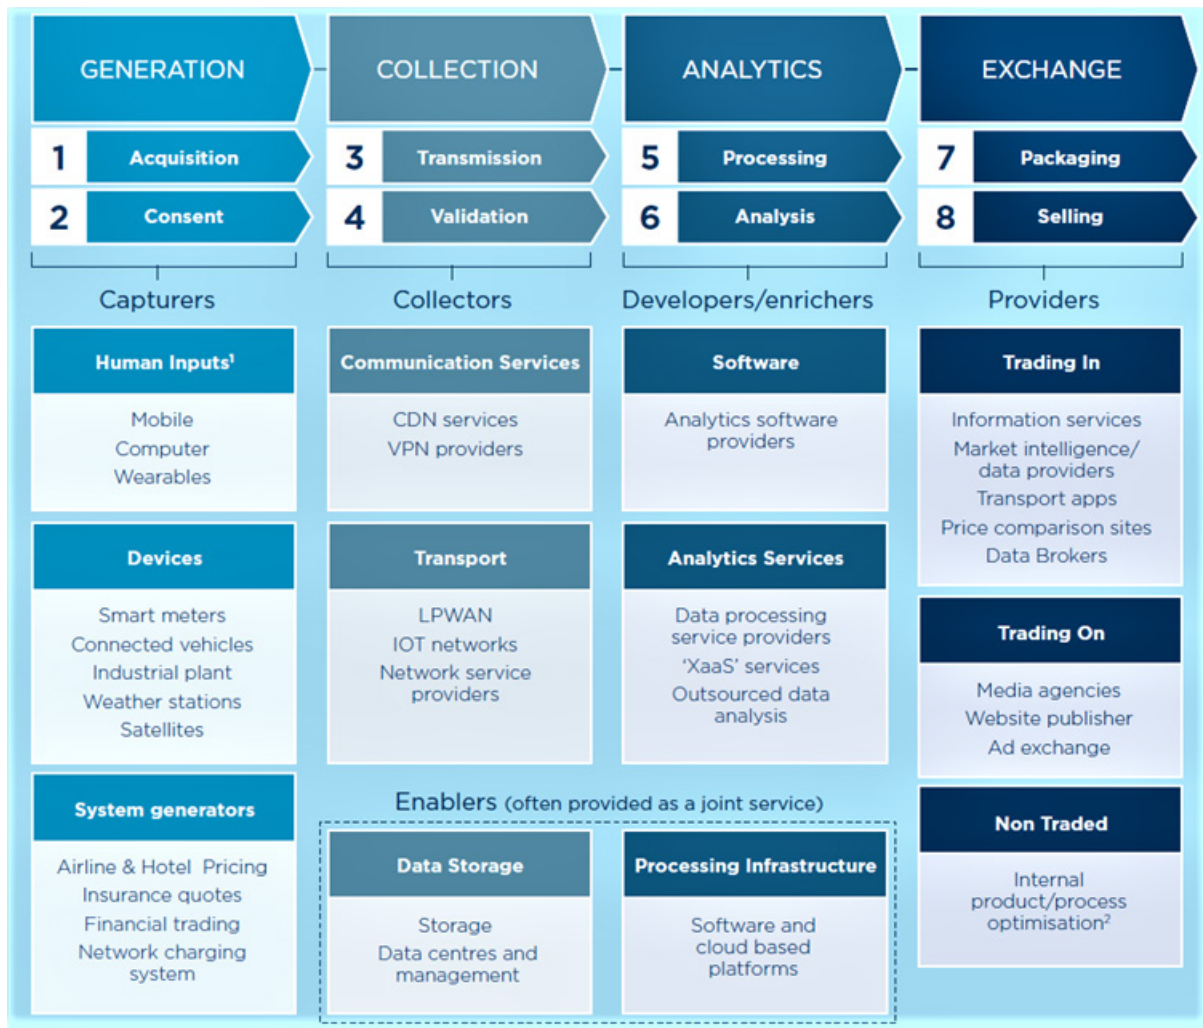 GENERATION
COLLECTION
ANALYTICS
EXCHANGE
1 Acquisition
3 Transmission
5 Processing
7 Packaging
2 Consent
4 Validation
6 Analysis
8 Selling
Capturers
Collectors
Developers/enrichers
Providers
Human Inputs¹
Mobile
Computer
Wearables
Devices
Smart meters
Connected vehicles
Industrial plant
Weather stations
Satellites
System generators
Airline & Hotel Pricing
Insurance quotes
Financial trading
Network charging
system
Communication Services
CDN services
VPN providers
Transport
LPWAN
IOT networks
Network service
providers
Software
Analytics software
providers
Analytics Services
Data processing
service providers
‘XaaS’ services
Outsourced data
analysis
Enablers (often provided as a joint service)
Data Storage
Storage
Data centres and
management
Processing Infrastructure
Software and
cloud based
platforms
Trading In
Information services
Market intelligence/
data providers
Transport apps
Price comparison sites
Data Brokers
Trading On
Media agencies
Website publisher
Ad exchange
Non Traded
Internal
product/process
optimisation²